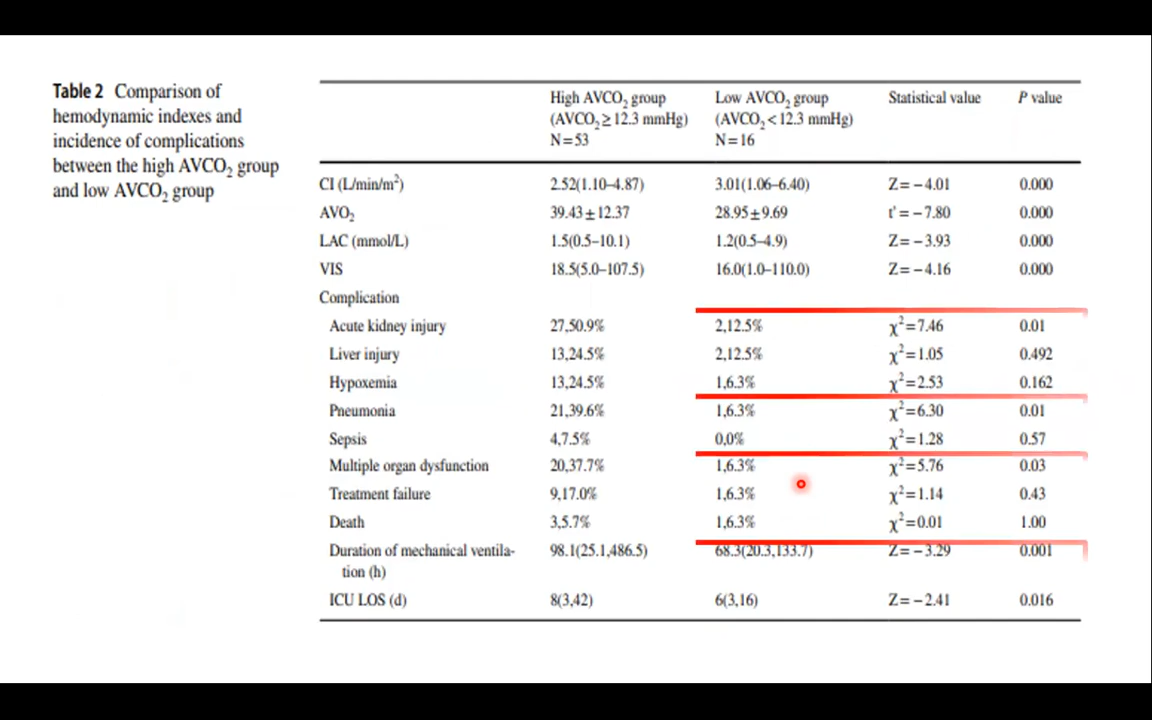 Table 2 Comparison of
hemodynamic indexes and
incidence of complications
between the high AVCO₂ group
and low AVCO₂ group
High AVCO₂ group Low AVCO₂ group Statistical value P value
(AVCO₂ ≥ 12.3 mmHg) (AVCO₂ < 12.3 mmHg)
N=53 N=16
CI (L/min/m²) 2.52(1.10–4.87) 3.01(1.06–6.40) Z= −4.01 0.000
AVO₂ 39.43±12.37 28.95±9.69 t'= −7.80 0.000
LAC (mmol/L) 1.5(0.5–10.1) 1.2(0.5–4.9) Z= −3.93 0.000
VIS 18.5(5.0–107.5) 16.0(1.0–110.0) Z= −4.16 0.000
Complication
Acute kidney injury 27,50.9% 2,12.5% χ²=7.46 0.01
Liver injury 13,24.5% 2,12.5% χ²=1.05 0.492
Hypoxemia 13,24.5% 1,6.3% χ²=2.53 0.162
Pneumonia 21,39.6% 1,6.3% χ²=6.30 0.01
Sepsis 4,7.5% 0,0% χ²=1.28 0.57
Multiple organ dysfunction 20,37.7% 1,6.3% χ²=5.76 0.03
Treatment failure 9,17.0% 1,6.3% χ²=1.14 0.43
Death 3,5.7% 1,6.3% χ²=0.01 1.00
Duration of mechanical ventila- 98.1(25.1,486.5) 68.3(20.3,133.7) Z= −3.29 0.001
tion (h)
ICU LOS (d) 8(3,42) 6(3,16) Z= −2.41 0.016